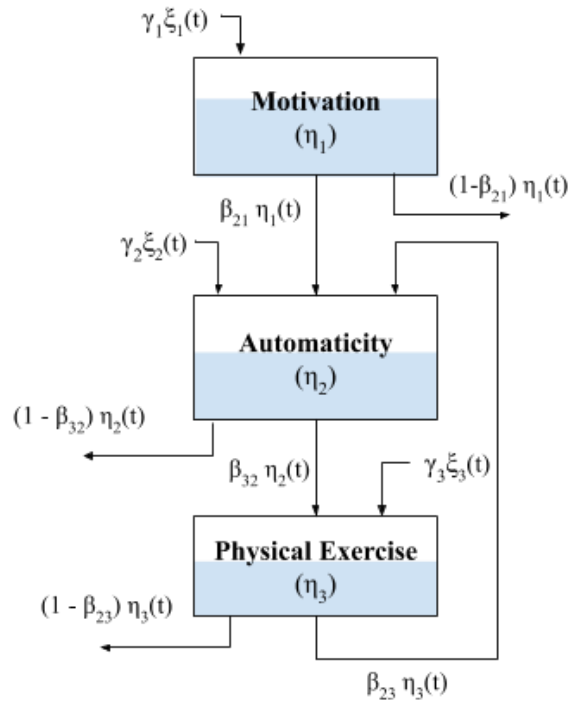 γ₁ξ₁(t)
Motivation
(η₁)
(1-β₂₁) η₁(t)
β₂₁ η₁(t)
γ₂ξ₂(t)
Automaticity
(η₂)
(1 - β₃₂) η₂(t)
β₃₂ η₂(t)
γ₃ξ₃(t)
Physical Exercise
(η₃)
(1 - β₂₃) η₃(t)
β₂₃ η₃(t)